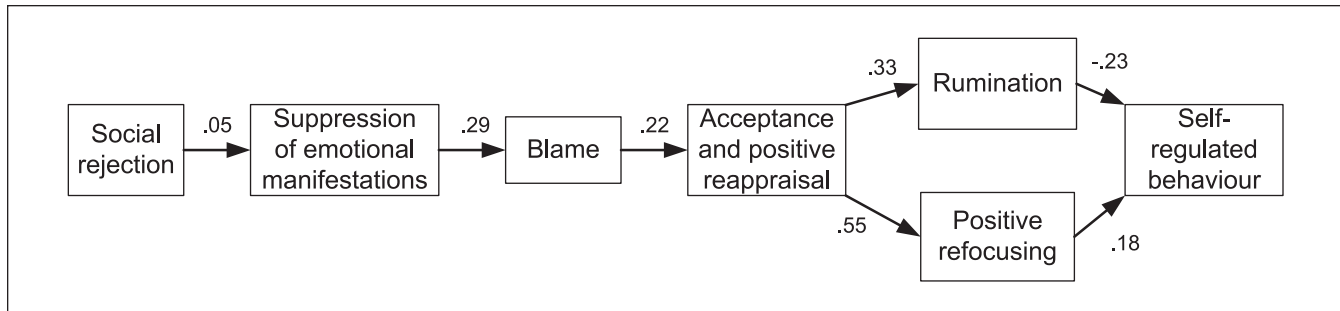 Social
rejection
.05
Suppression
of emotional
manifestations
.29
Blame
.22
Acceptance
and positive
reappraisal
.33
Rumination
-.23
.55
Positive
refocusing
.18
Self-
regulated
behaviour